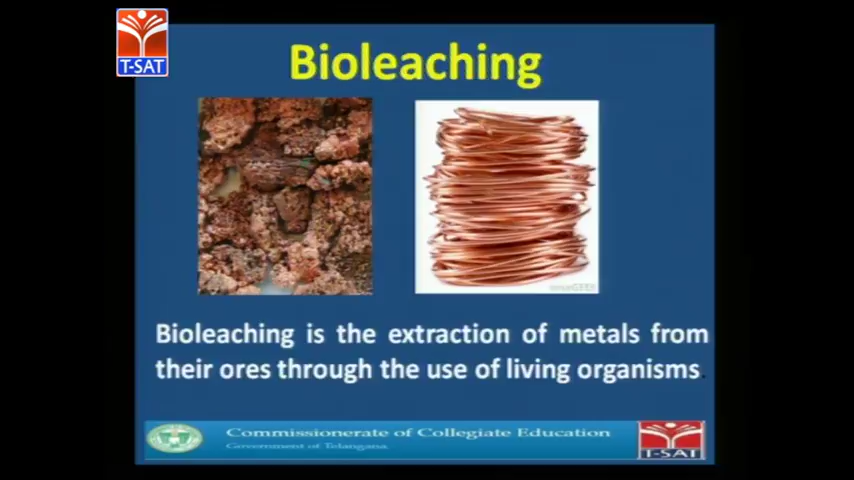 T-SAT
Bioleaching
Bioleaching is the extraction of metals from
their ores through the use of living organisms.
Commissionerate of Collegiate Education
Government of Telangana
T-SAT